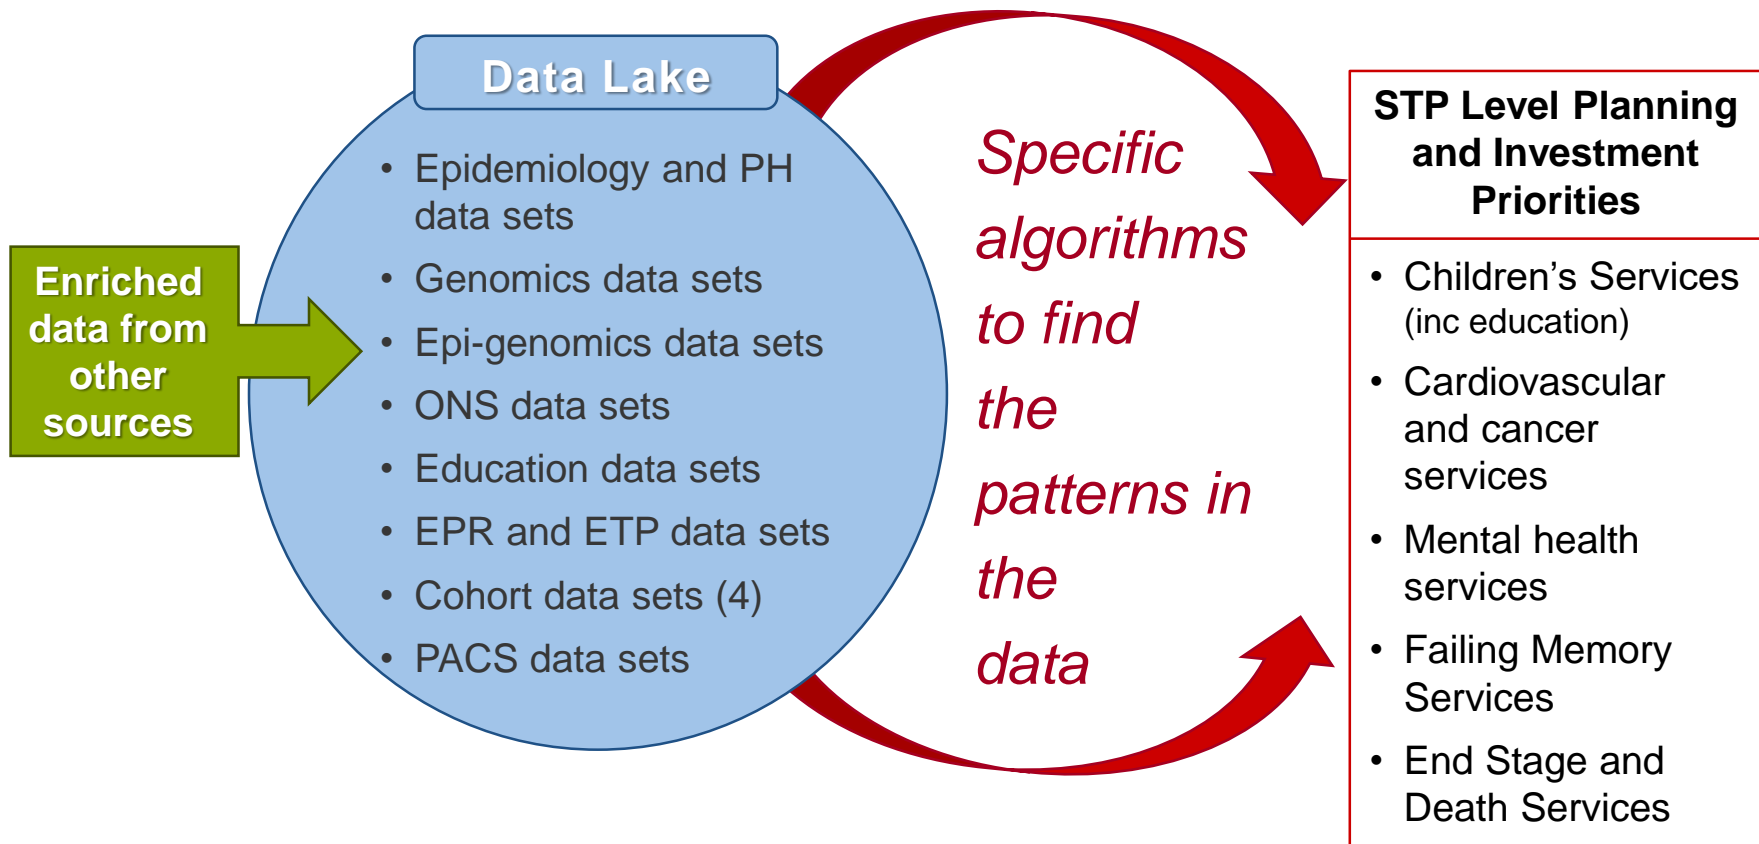 Data Lake
• Epidemiology and PH
data sets
• Genomics data sets
• Epi-genomics data sets
• ONS data sets
• Education data sets
• EPR and ETP data sets
• Cohort data sets (4)
• PACS data sets
Enriched
data from
other
sources
Specific
algorithms
to find
the
patterns in
the
data
STP Level Planning
and Investment
Priorities
• Children’s Services
(inc education)
• Cardiovascular
and cancer
services
• Mental health
services
• Failing Memory
Services
• End Stage and
Death Services